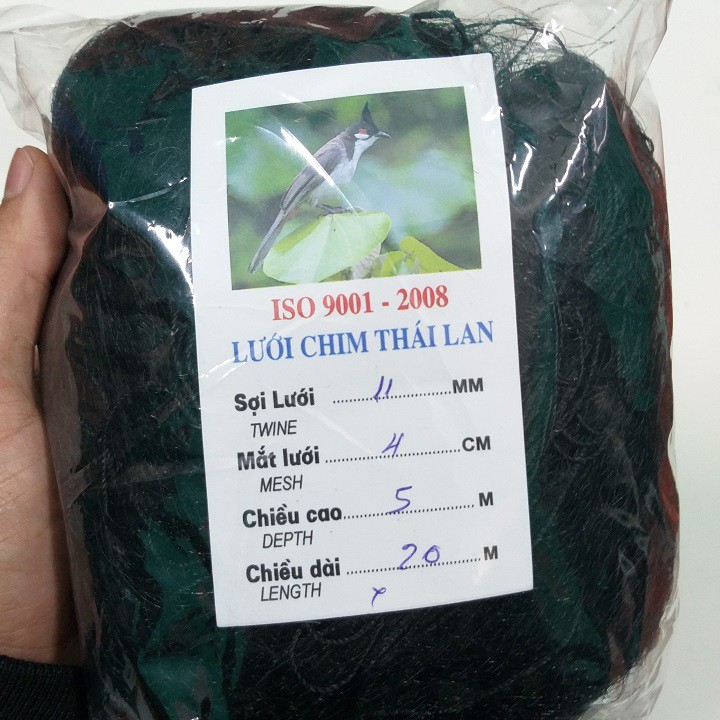 ISO 9001 - 2008
LƯỚI CHIM THÁI LAN
Sợi Lưới ........ 11 ........ MM
TWINE
Mắt lưới ........ 4 ........ CM
MESH
Chiều cao ........ 5 ........ M
DEPTH
Chiều dài ........ 20 ........ M
LENGTH